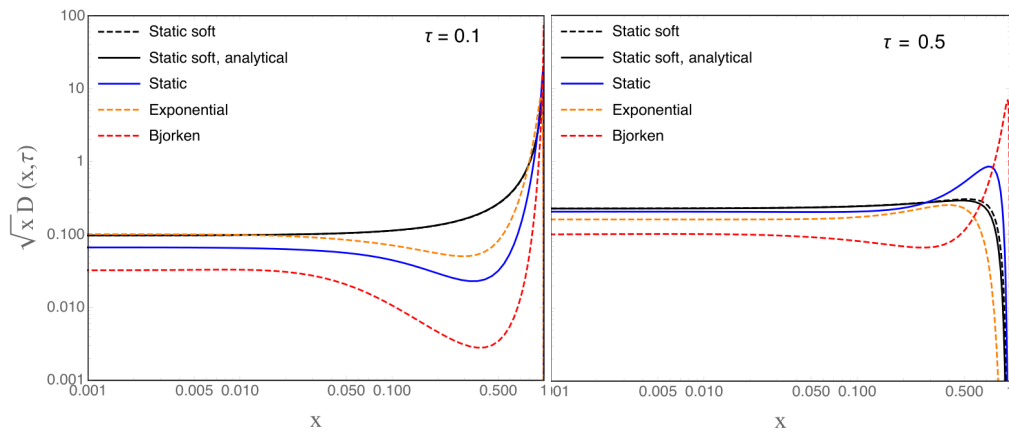 100
10
1
0.100
0.010
0.001
√x D (x,τ)
Static soft
Static soft, analytical
Static
Exponential
Bjorken
τ = 0.1
0.001 0.005 0.010 0.050 0.100 0.500 1
x
Static soft
Static soft, analytical
Static
Exponential
Bjorken
τ = 0.5
01 0.005 0.010 0.050 0.100 0.500 1
x